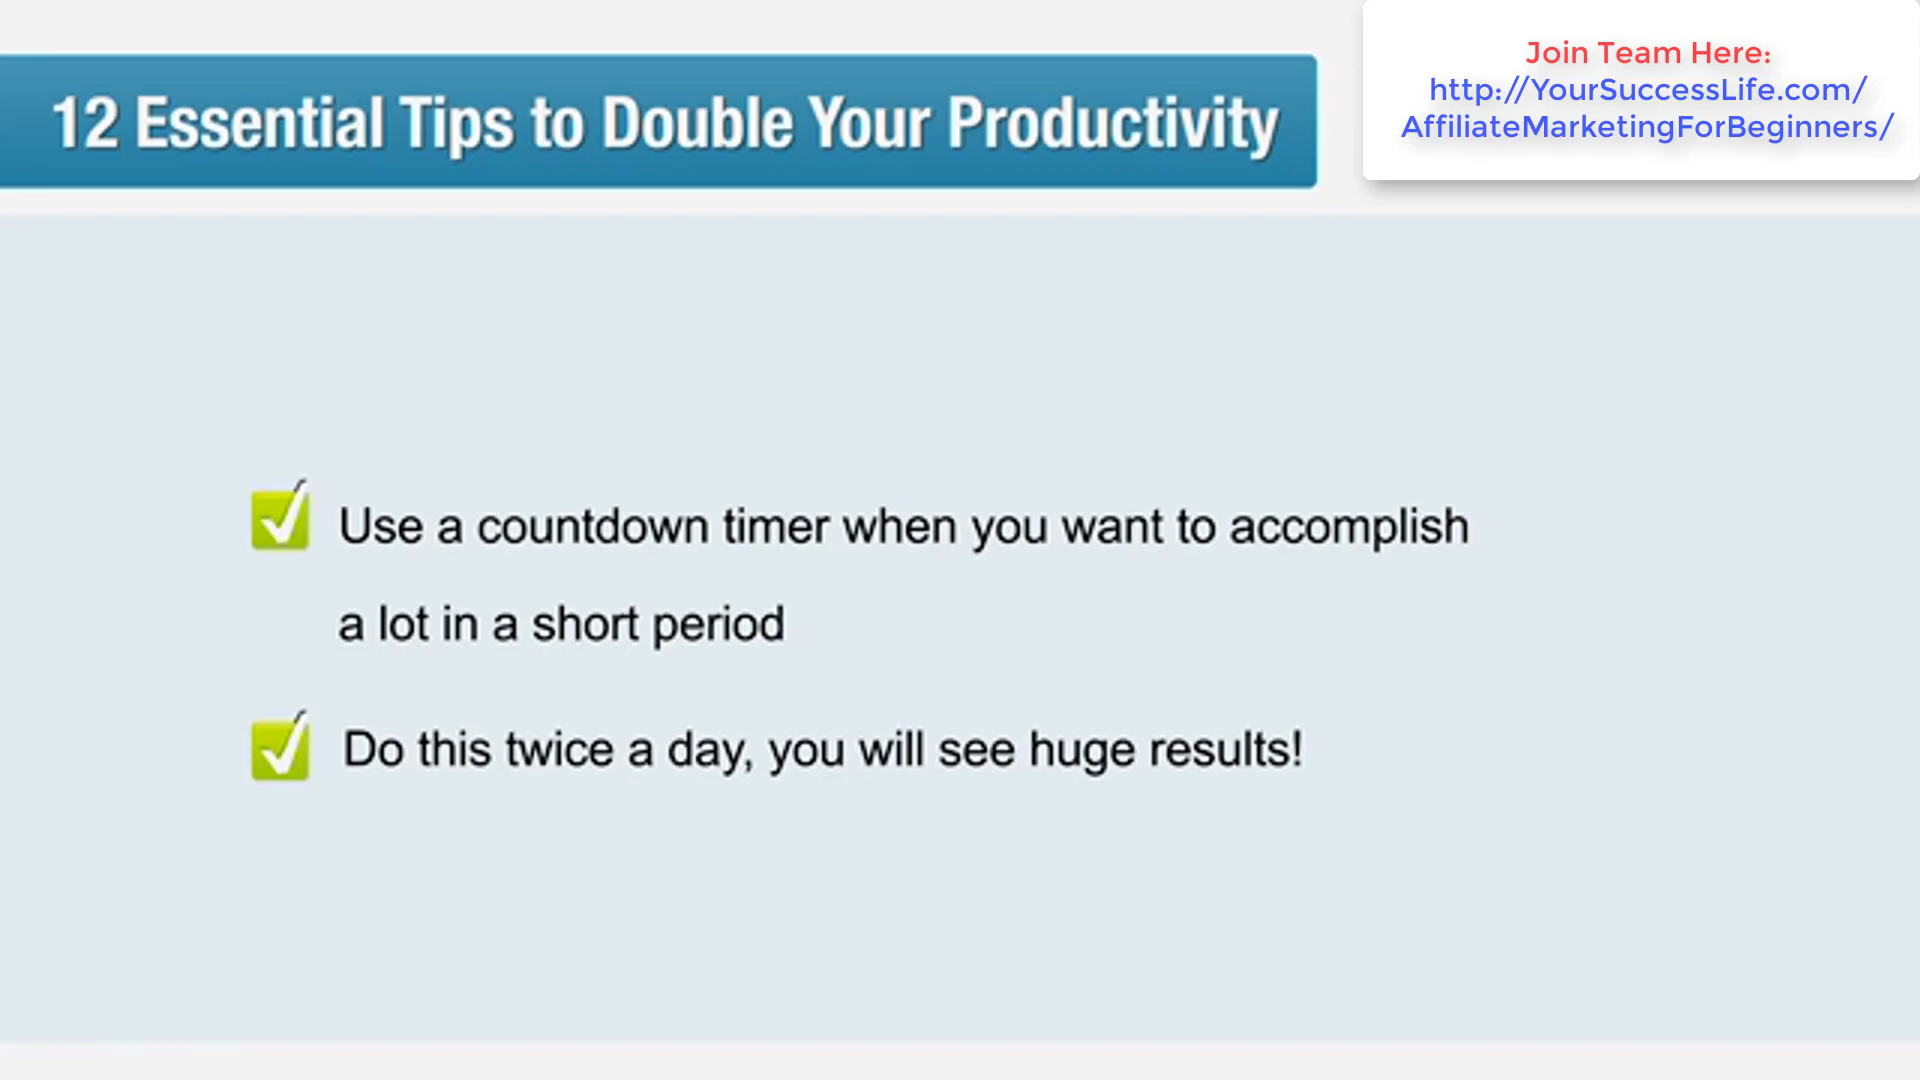 12 Essential Tips to Double Your Productivity
Join Team Here:
http://YourSuccessLife.com/
AffiliateMarketingForBeginners/
Use a countdown timer when you want to accomplish
a lot in a short period
Do this twice a day, you will see huge results!